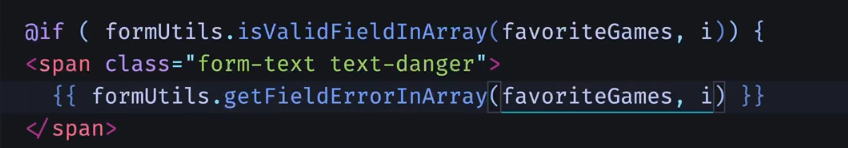 @if ( formUtils.isValidFieldInArray(favoriteGames, i)) {
<span class="form-text text-danger">
{{ formUtils.getFieldErrorInArray(favoriteGames, i) }}
</span>